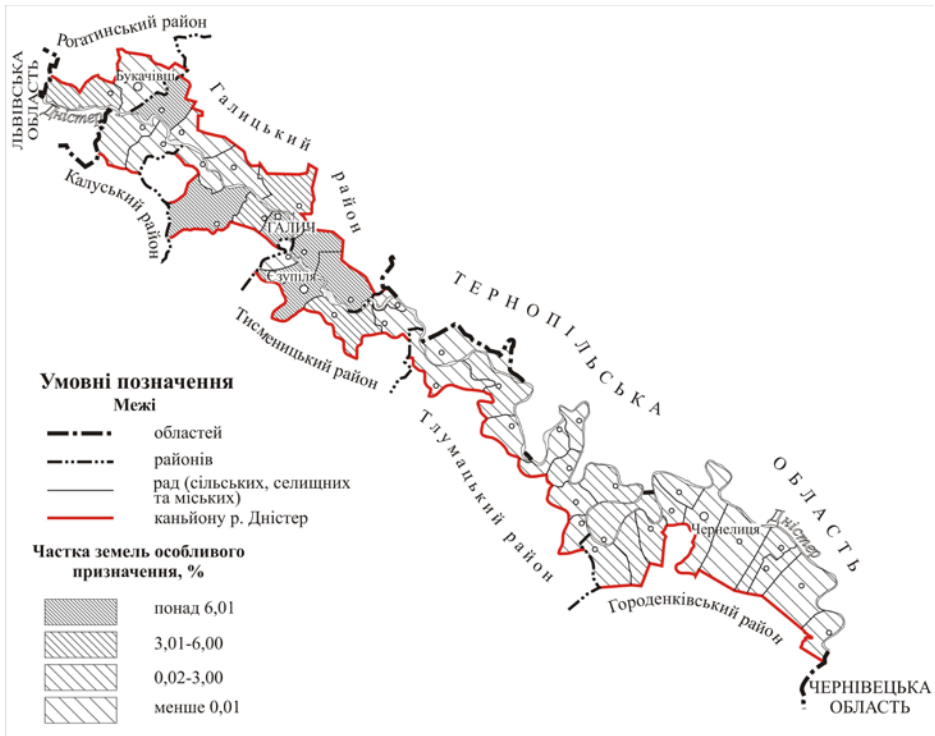 Рогатинський район
ЛЬВІВСЬКА
ОБЛАСТЬ
Букачівці
Дністер
Галицький район
Калуський район
ГАЛИЧ
Єзупіля
Тисменицький район
ТЕРНОПІЛЬСЬКА
ОБЛАСТЬ
Тлумацький район
Чернелиця
Дністер
Городенківський район
ЧЕРНІВЕЦЬКА
ОБЛАСТЬ
Умовні позначення
Межі
областей
районів
рад (сільських, селищних
та міських)
каньйону р. Дністер
Частка земель особливого
призначення, %
понад 6,01
3,01-6,00
0,02-3,00
менше 0,01